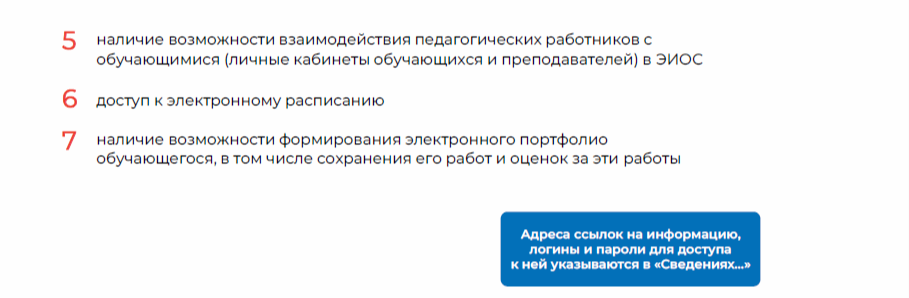 5 наличие возможности взаимодействия педагогических работников с
обучающимися (личные кабинеты обучающихся и преподавателей) в ЭИОС
6 доступ к электронному расписанию
7 наличие возможности формирования электронного портфолио
обучающегося, в том числе сохранения его работ и оценок за эти работы
Адреса ссылок на информацию,
логины и пароли для доступа
к ней указываются в «Сведениях...»